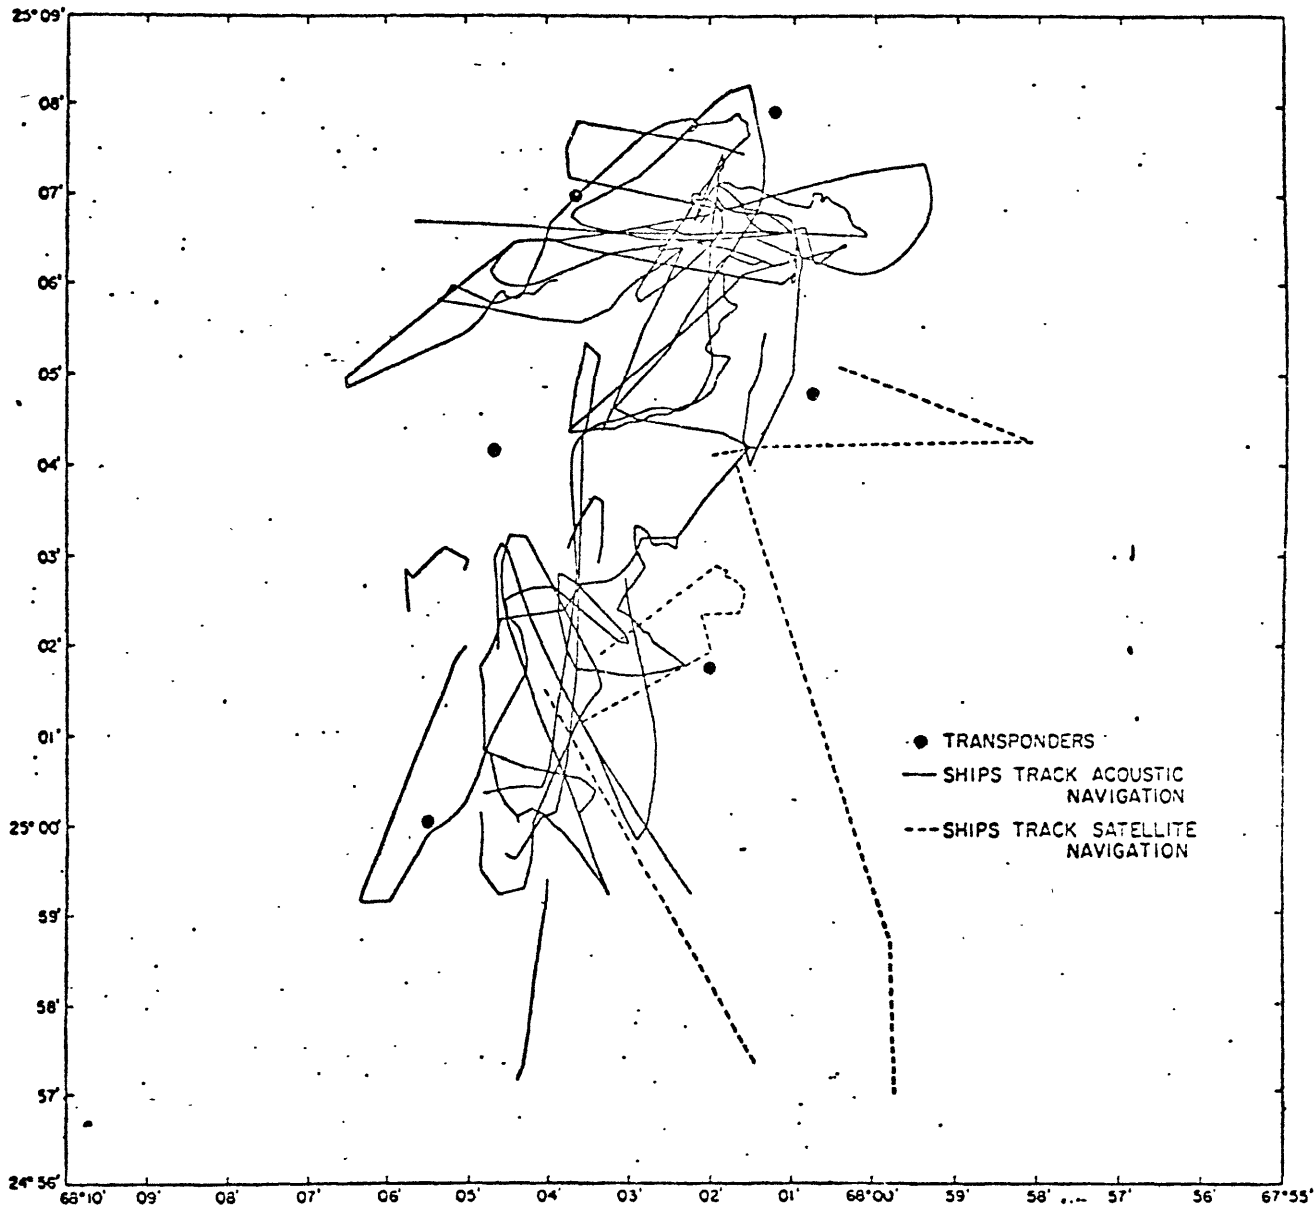 25°09'
08'
07'
06'
05'
04'
03'
02'
01'
25°00'
59'
58'
57'
24°56'
TRANSPONDERS
SHIPS TRACK ACOUSTIC
NAVIGATION
SHIPS TRACK SATELLITE
NAVIGATION
68°10' 09' 08' 07' 06' 05' 04' 03' 02' 01' 68°00' 59' 58' 57' 56' 67°55'